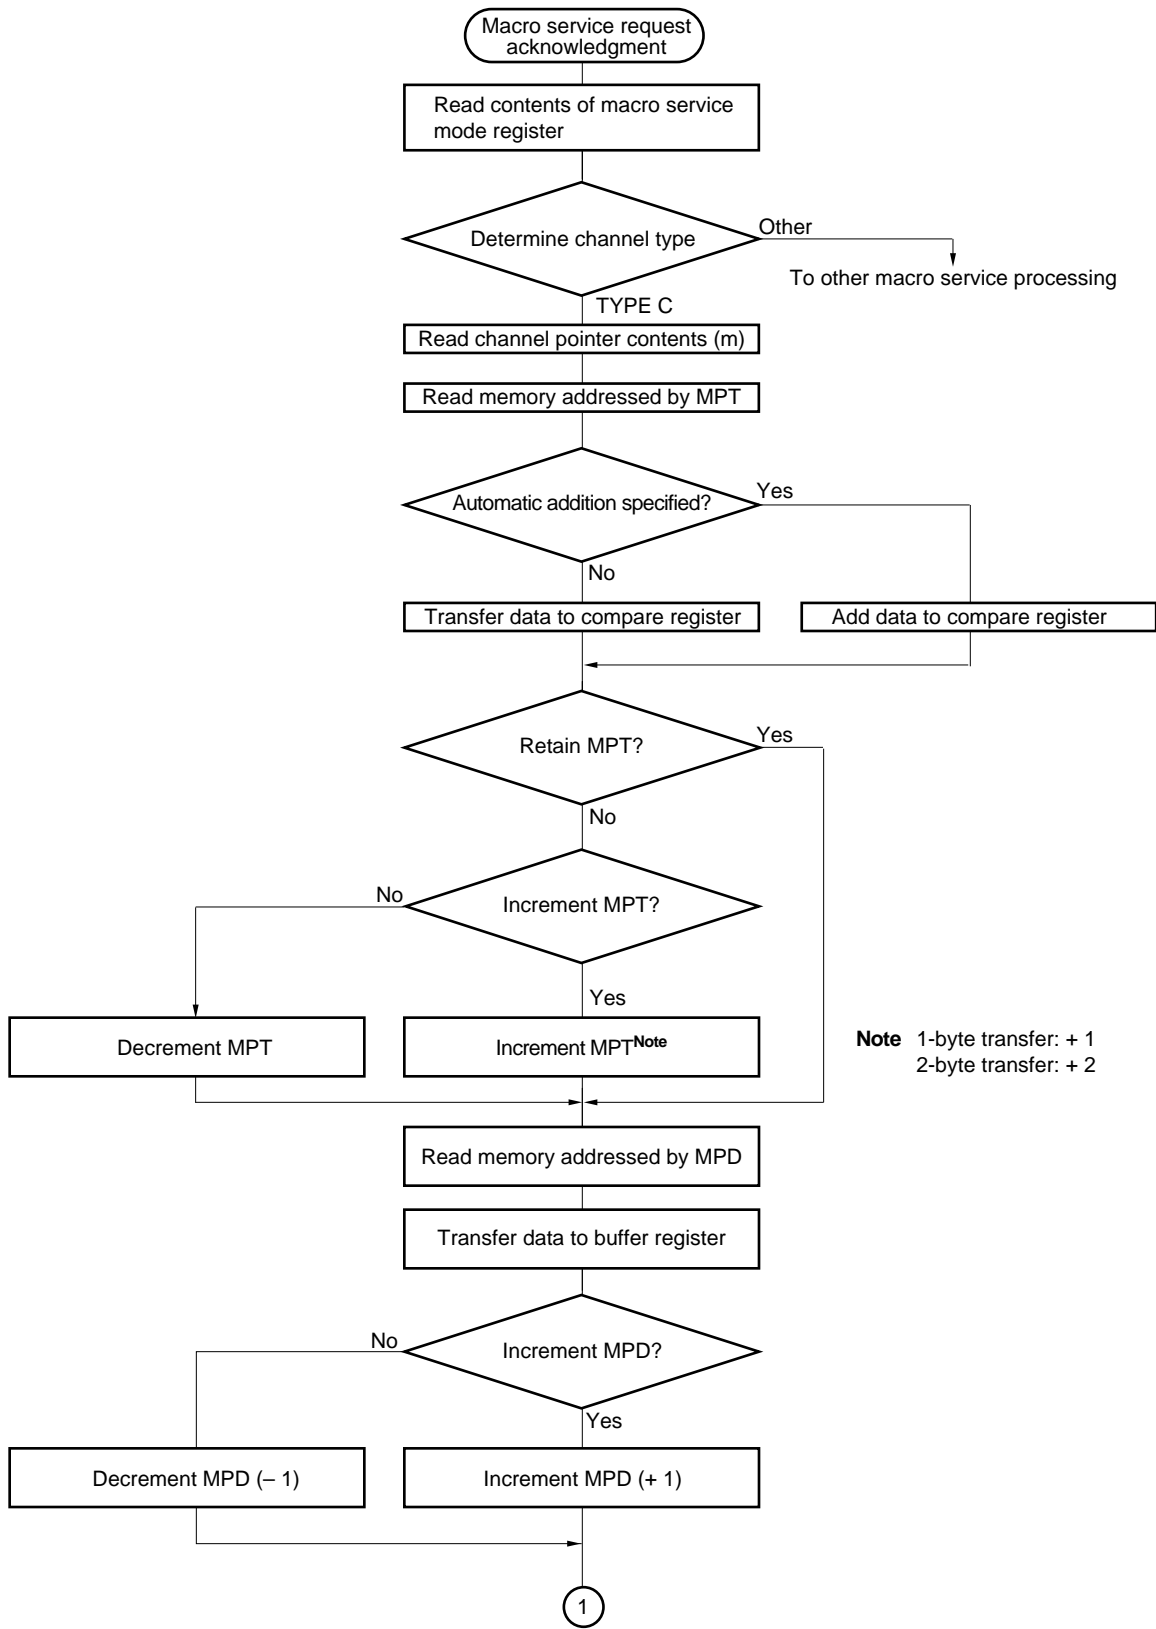 Macro service request
acknowledgment
Read contents of macro service
mode register
Determine channel type
Other
To other macro service processing
TYPE C
Read channel pointer contents (m)
Read memory addressed by MPT
Automatic addition specified?
Yes
No
Transfer data to compare register
Add data to compare register
Retain MPT?
Yes
No
No
Increment MPT?
Yes
Decrement MPT
Increment MPTNote
Note 1-byte transfer: + 1
2-byte transfer: + 2
Read memory addressed by MPD
Transfer data to buffer register
No
Increment MPD?
Yes
Decrement MPD (– 1)
Increment MPD (+ 1)
1